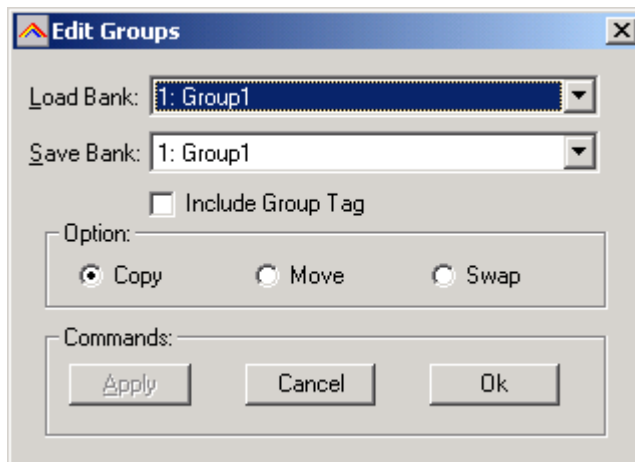 Edit Groups
Load Bank: 1: Group1
Save Bank: 1: Group1
Include Group Tag
Option:
Copy Move Swap
Commands:
Apply Cancel Ok